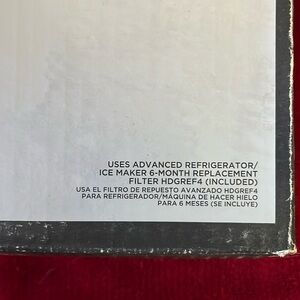 USES ADVANCED REFRIGERATOR/
ICE MAKER 6-MONTH REPLACEMENT
FILTER HDGREF4 (INCLUDED)
USA EL FILTRO DE REPUESTO AVANZADO HDGREF4
PARA REFRIGERADOR/MÁQUINA DE HACER HIELO
PARA 6 MESES (SE INCLUYE)